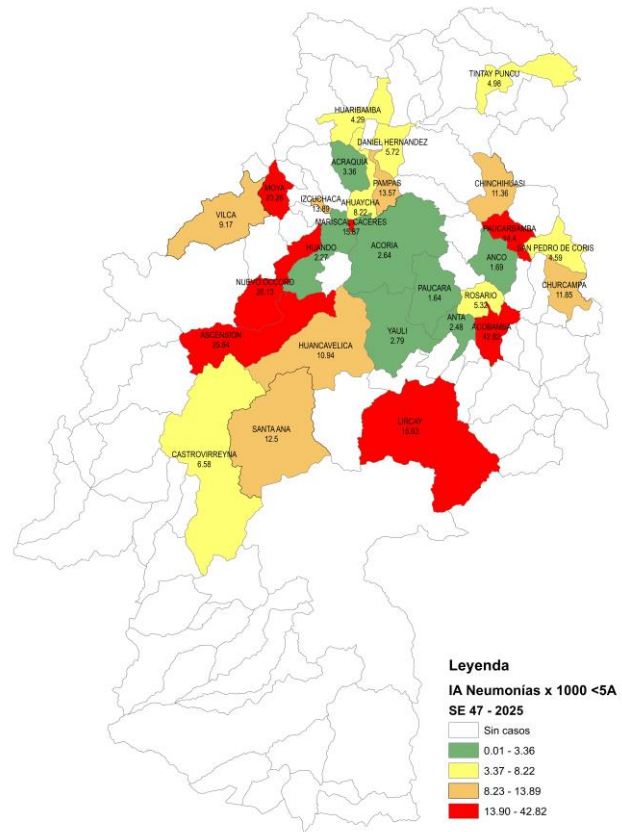 TINTAY PUNCU
4.98
HUARIBAMBA
4.29
DANIEL HERNANDEZ
5.72
ACRAQUIA
3.36
PAMPAS
13.57
CHINCHIHUASI
11.36
MOYA
IZCUCHACA
13.89
AHUAYCHA
8.22
VILCA
9.17
MARISCAL CACERES
15.87
PAUCARBAMBA
SAN PEDRO DE CORIS
4.59
HUANDO
2.27
ACORIA
2.64
ANCO
1.69
CHURCAMPA
11.85
NUEVO OCCORO
PAUCARA
1.64
ROSARIO
5.32
ANTA
2.48
ACOBAMBA
42.82
ASCENSION
25.64
YAULI
2.79
HUANCAVELICA
10.94
LIRCAY
15.63
SANTA ANA
12.5
CASTROVIRREYNA
6.58
Leyenda
IA Neumonías x 1000 <5A
SE 47 - 2025
Sin casos
0.01 - 3.36
3.37 - 8.22
8.23 - 13.89
13.90 - 42.82